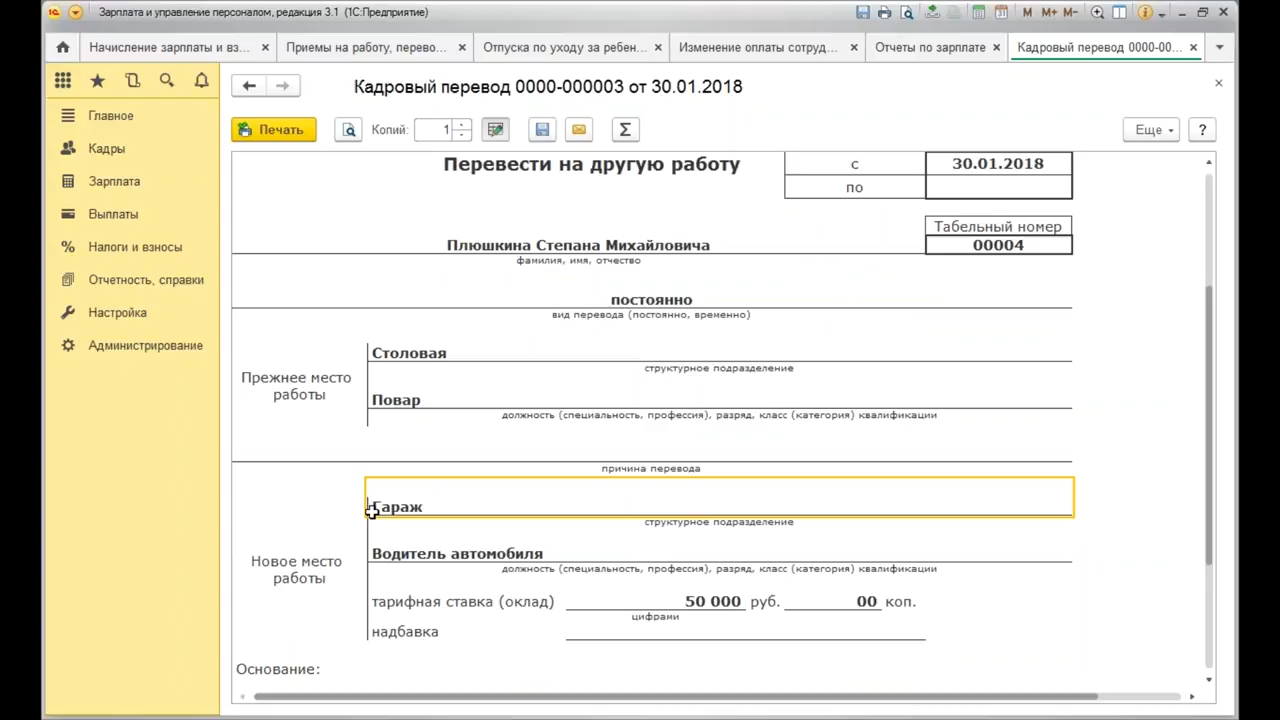 Зарплата и управление персоналом, редакция 3.1 (1С:Предприятие)
M M+ M-
Начисление зарплаты и вз... × Приемы на работу, перево... × Отпуска по уходу за ребен... × Изменение оплаты сотруд... × Отчеты по зарплате × Кадровый перевод 0000-00... ×
Главное
Кадры
Зарплата
Выплаты
Налоги и взносы
Отчетность, справки
Настройка
Администрирование
Кадровый перевод 0000-000003 от 30.01.2018
Печать Копий: 1 Σ Еще ?
Перевести на другую работу с 30.01.2018
по
Табельный номер
Плюшкина Степана Михайловича 00004
фамилия, имя, отчество
постоянно
вид перевода (постоянно, временно)
Прежнее место работы
Столовая
структурное подразделение
Повар
должность (специальность, профессия), разряд, класс (категория) квалификации
причина перевода
Новое место работы
Гараж
структурное подразделение
Водитель автомобиля
должность (специальность, профессия), разряд, класс (категория) квалификации
тарифная ставка (оклад) 50 000 руб. 00 коп.
цифрами
надбавка
Основание: